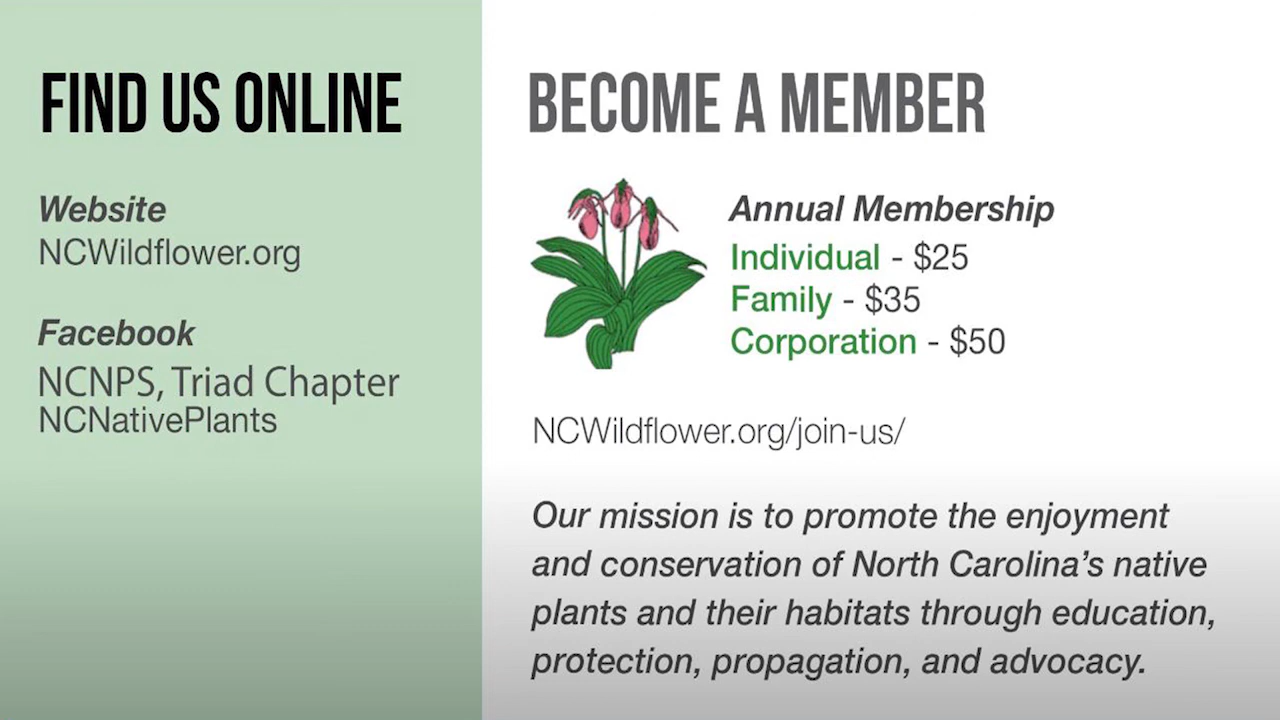 FIND US ONLINE
Website
NCWildflower.org
Facebook
NCNPS, Triad Chapter
NCNativePlants
BECOME A MEMBER
Annual Membership
Individual - $25
Family - $35
Corporation - $50
NCWildflower.org/join-us/
Our mission is to promote the enjoyment
and conservation of North Carolina's native
plants and their habitats through education,
protection, propagation, and advocacy.